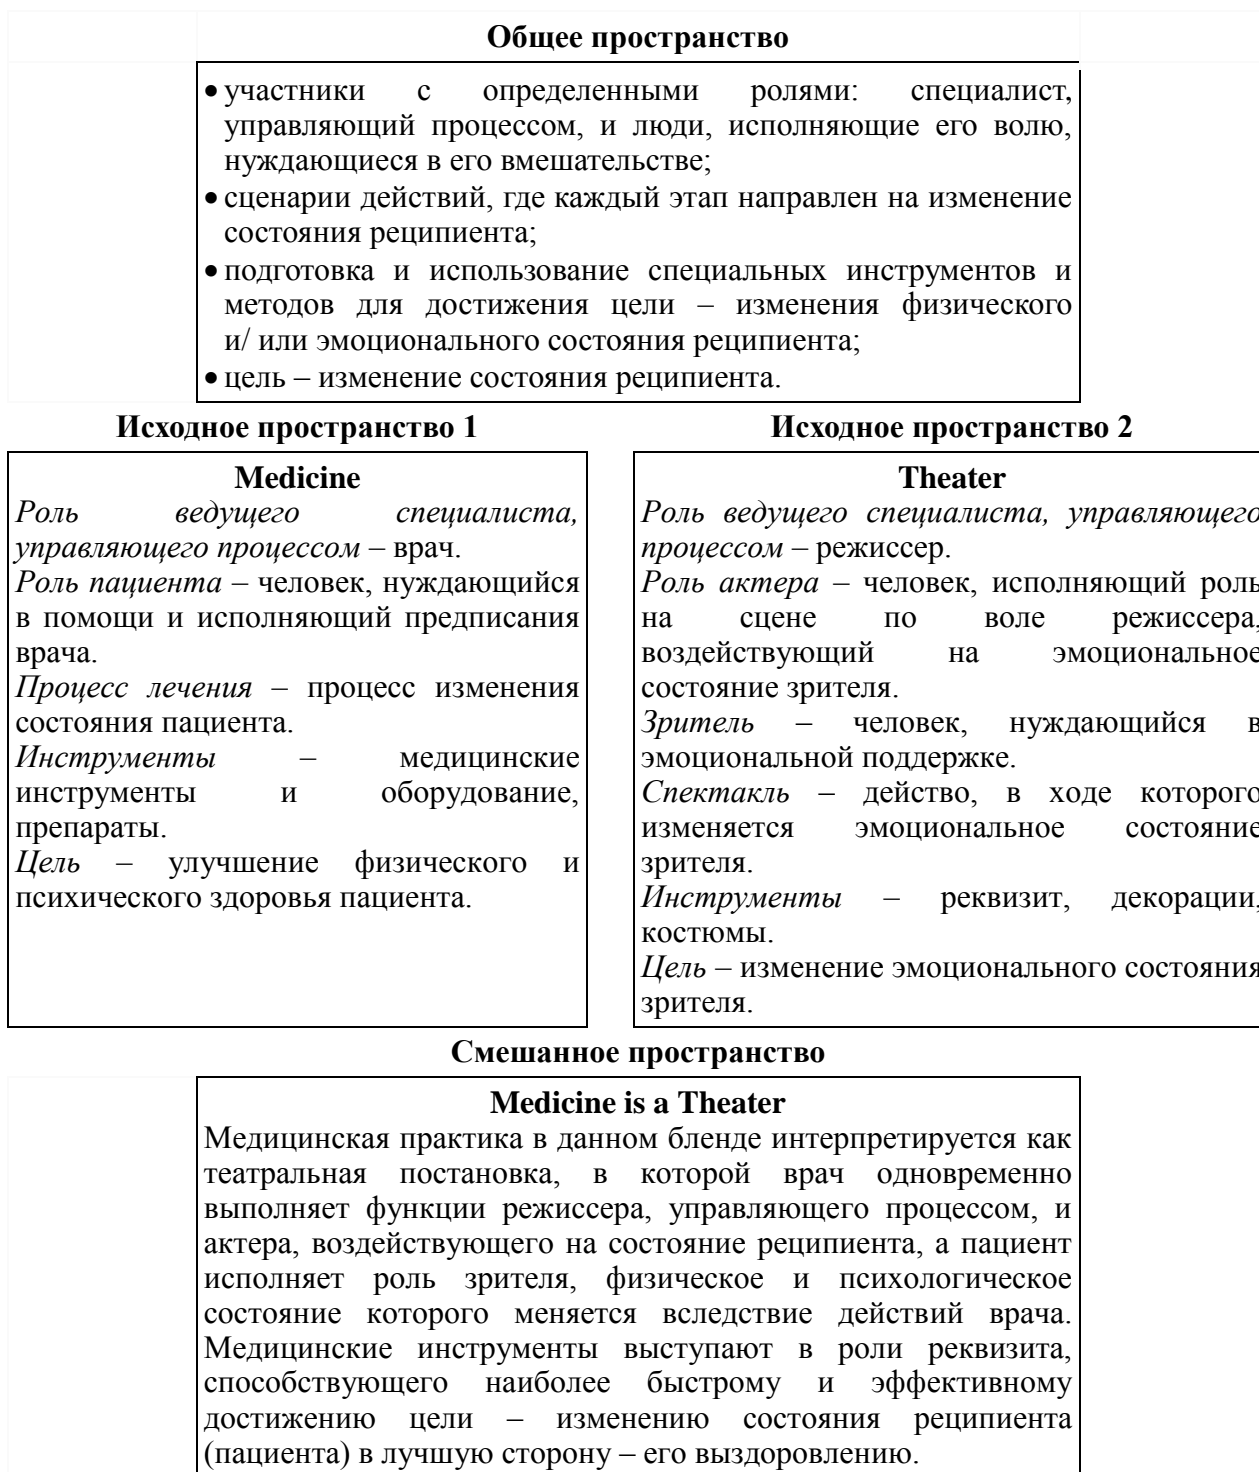 Общее пространство
• участники с определенными ролями: специалист,
управляющий процессом, и люди, исполняющие его волю,
нуждающиеся в его вмешательстве;
• сценарии действий, где каждый этап направлен на изменение
состояния реципиента;
• подготовка и использование специальных инструментов и
методов для достижения цели – изменения физического
и/ или эмоционального состояния реципиента;
• цель – изменение состояния реципиента.
Исходное пространство 1
Medicine
Роль ведущего специалиста,
управляющего процессом – врач.
Роль пациента – человек, нуждающийся
в помощи и исполняющий предписания
врача.
Процесс лечения – процесс изменения
состояния пациента.
Инструменты – медицинские
инструменты и оборудование,
препараты.
Цель – улучшение физического и
психического здоровья пациента.
Исходное пространство 2
Theater
Роль ведущего специалиста, управляющего
процессом – режиссер.
Роль актера – человек, исполняющий роль
на сцене по воле режиссера,
воздействующий на эмоциональное
состояние зрителя.
Зритель – человек, нуждающийся в
эмоциональной поддержке.
Спектакль – действо, в ходе которого
изменяется эмоциональное состояние
зрителя.
Инструменты – реквизит, декорации,
костюмы.
Цель – изменение эмоционального состояния
зрителя.
Смешанное пространство
Medicine is a Theater
Медицинская практика в данном бленде интерпретируется как
театральная постановка, в которой врач одновременно
выполняет функции режиссера, управляющего процессом, и
актера, воздействующего на состояние реципиента, а пациент
исполняет роль зрителя, физическое и психологическое
состояние которого меняется вследствие действий врача.
Медицинские инструменты выступают в роли реквизита,
способствующего наиболее быстрому и эффективному
достижению цели – изменению состояния реципиента
(пациента) в лучшую сторону – его выздоровлению.